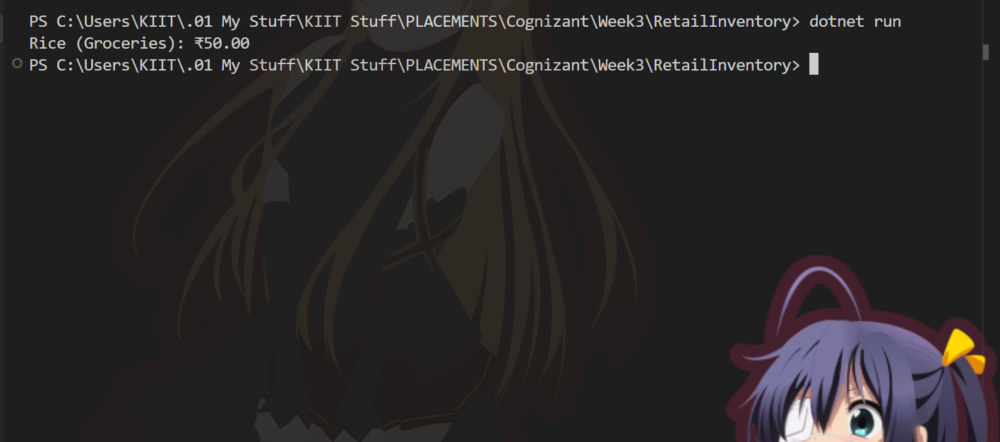 PS C:\Users\KIIT\.01 My Stuff\KIIT Stuff\PLACEMENTS\Cognizant\Week3\RetailInventory> dotnet run
Rice (Groceries): ₹50.00
PS C:\Users\KIIT\.01 My Stuff\KIIT Stuff\PLACEMENTS\Cognizant\Week3\RetailInventory>